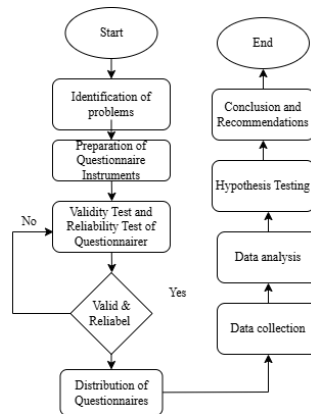 Start
Identification of
problems
Preparation of
Questionnaire
Instruments
Validity Test and
Reliability Test of
Questionnairer
No
Valid &
Reliabel
Yes
Distribution of
Questionnaires
Data collection
Data analysis
Hypothesis Testing
Conclusion and
Recommendations
End